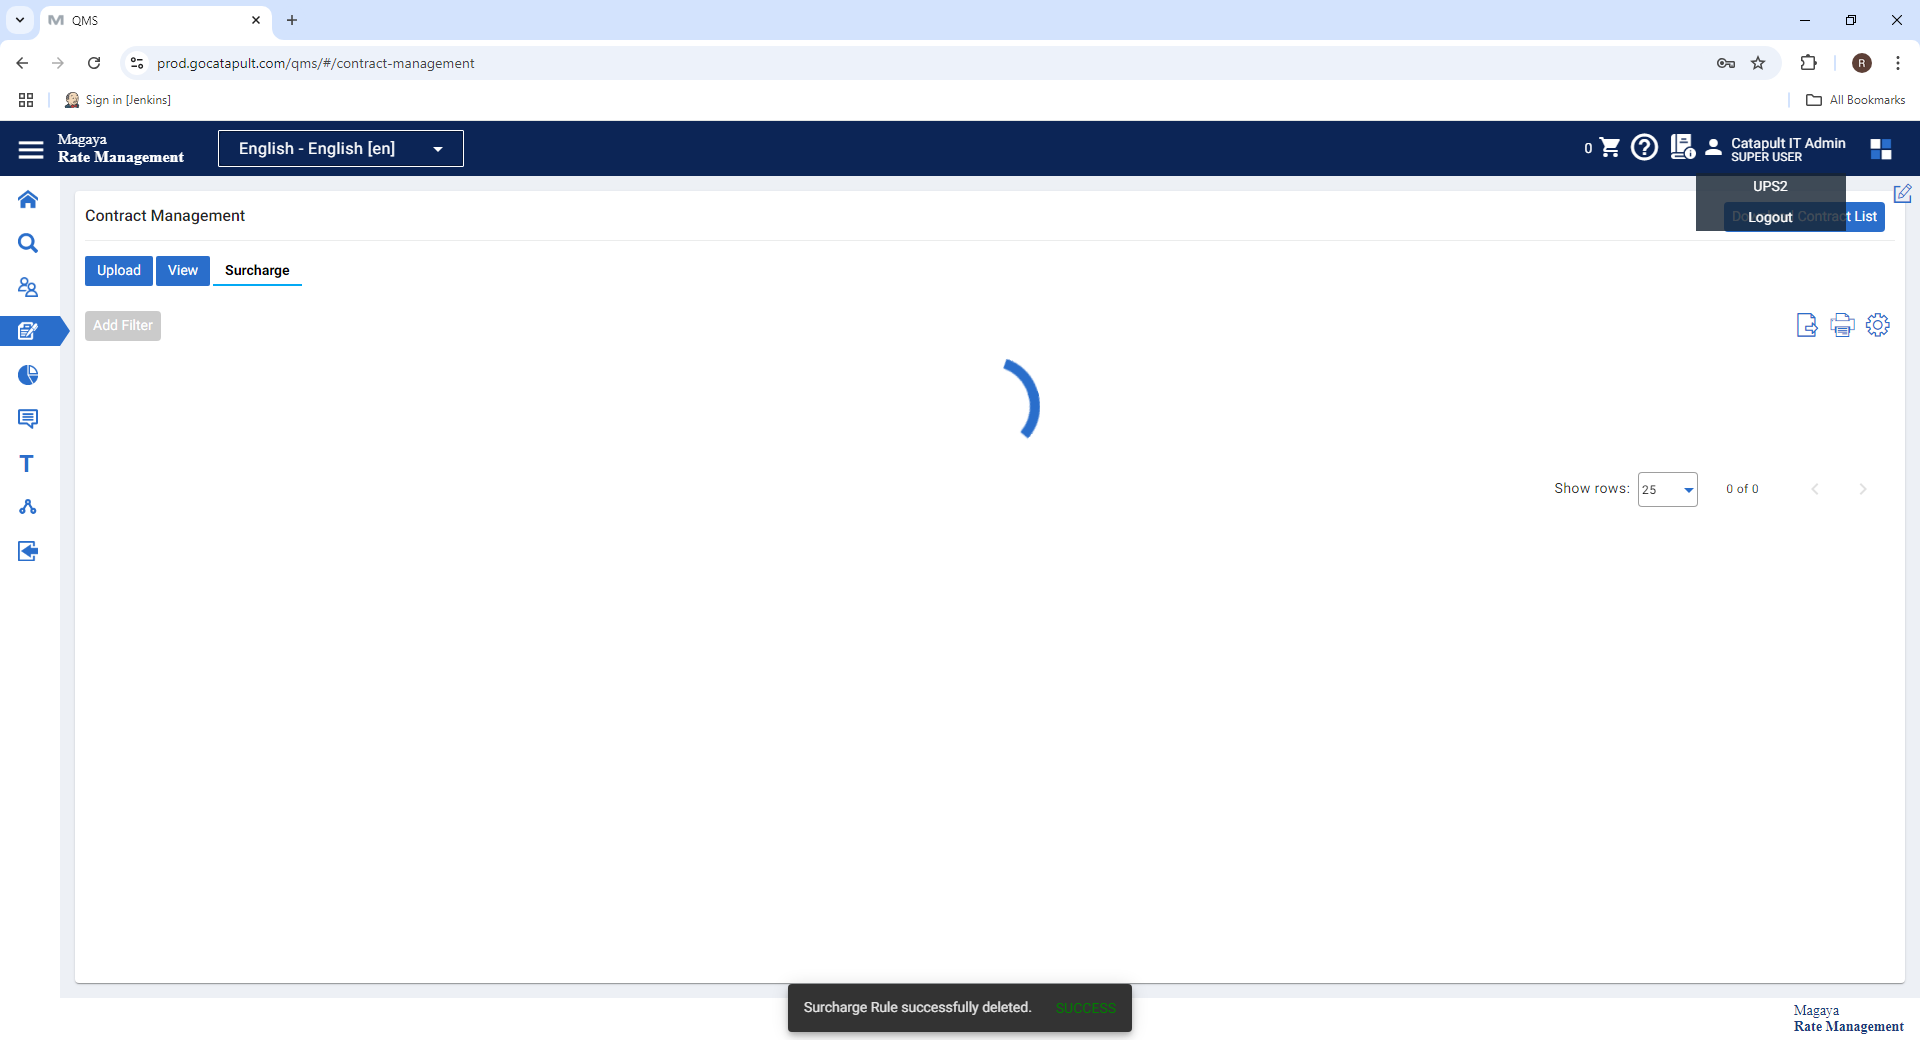 QMS
prod.gocatapult.com/qms/#/contract-management
R
Sign in [Jenkins]
All Bookmarks
Magaya
Rate Management
English - English [en]
0
Catapult IT Admin
SUPER USER
UPS2
Logout
Contract Management
Download Contract List
Upload
View
Surcharge
Add Filter
T
Show rows:
25
0 of 0
Surcharge Rule successfully deleted.
SUCCESS
Magaya
Rate Management